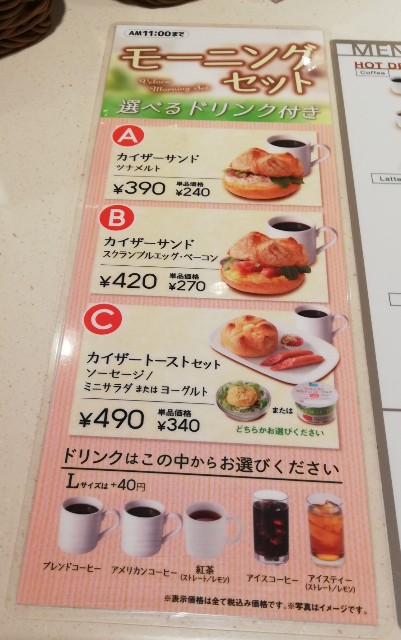 AM11:00まで
モーニング
セット
Morning Set
選べるドリンク付き
A
カイザーサンド
ツナメルト
¥390 単品価格 ¥240
B
カイザーサンド
スクランブルエッグ・ベーコン
¥420 単品価格 ¥270
C
カイザートーストセット
ソーセージ/
ミニサラダ または ヨーグルト
または
¥490 単品価格 ¥340
どちらかお選びください
ドリンクはこの中からお選びください
Lサイズは+40円
ブレンドコーヒー アメリカンコーヒー 紅茶 (ストレート/レモン) アイスコーヒー アイスティー (ストレート/レモン)
※表示価格は全て税込み価格です。※写真はイメージです。
MEN
HOT DR
Coffee
Latte